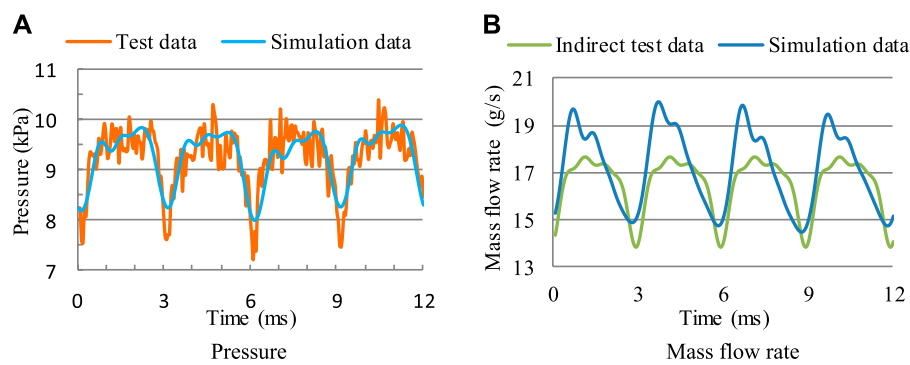 A
Test data Simulation data
11
10
9
8
7
Pressure (kPa)
0 3 6 9 12
Time (ms)
Pressure
B
Indirect test data Simulation data
21
19
17
15
13
Mass flow rate (g/s)
0 3 6 9 12
Time (ms)
Mass flow rate